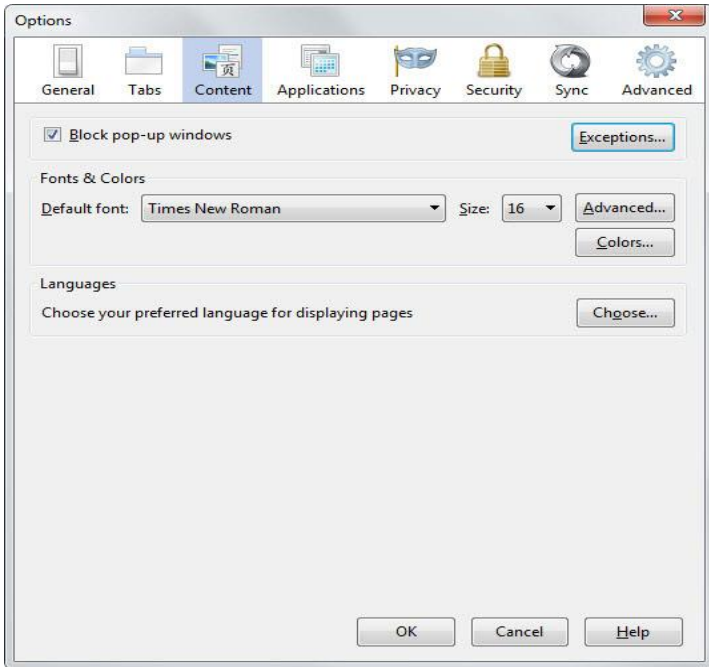 Options
General Tabs Content Applications Privacy Security Sync Advanced
Block pop-up windows Exceptions...
Fonts & Colors
Default font: Times New Roman Size: 16 Advanced...
Colors...
Languages
Choose your preferred language for displaying pages Choose...
OK Cancel Help